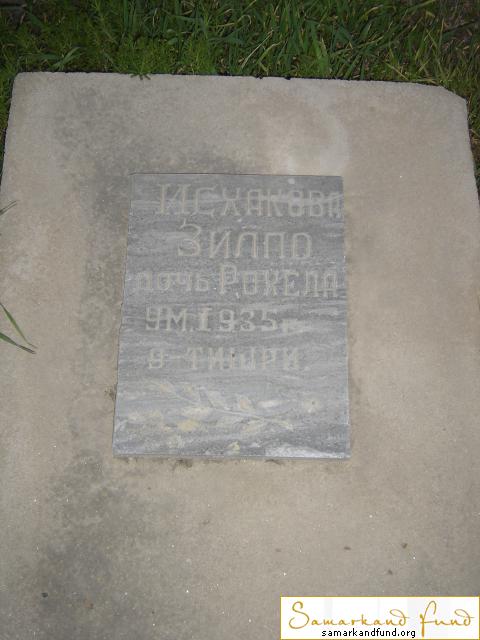 ИСХАКОВА
ЗИЛПО
ДОЧЬ РОХЕЛА
УМ. 1935 г.
9-ТИШРИ.
Samarkand Fund
samarkandfund.org